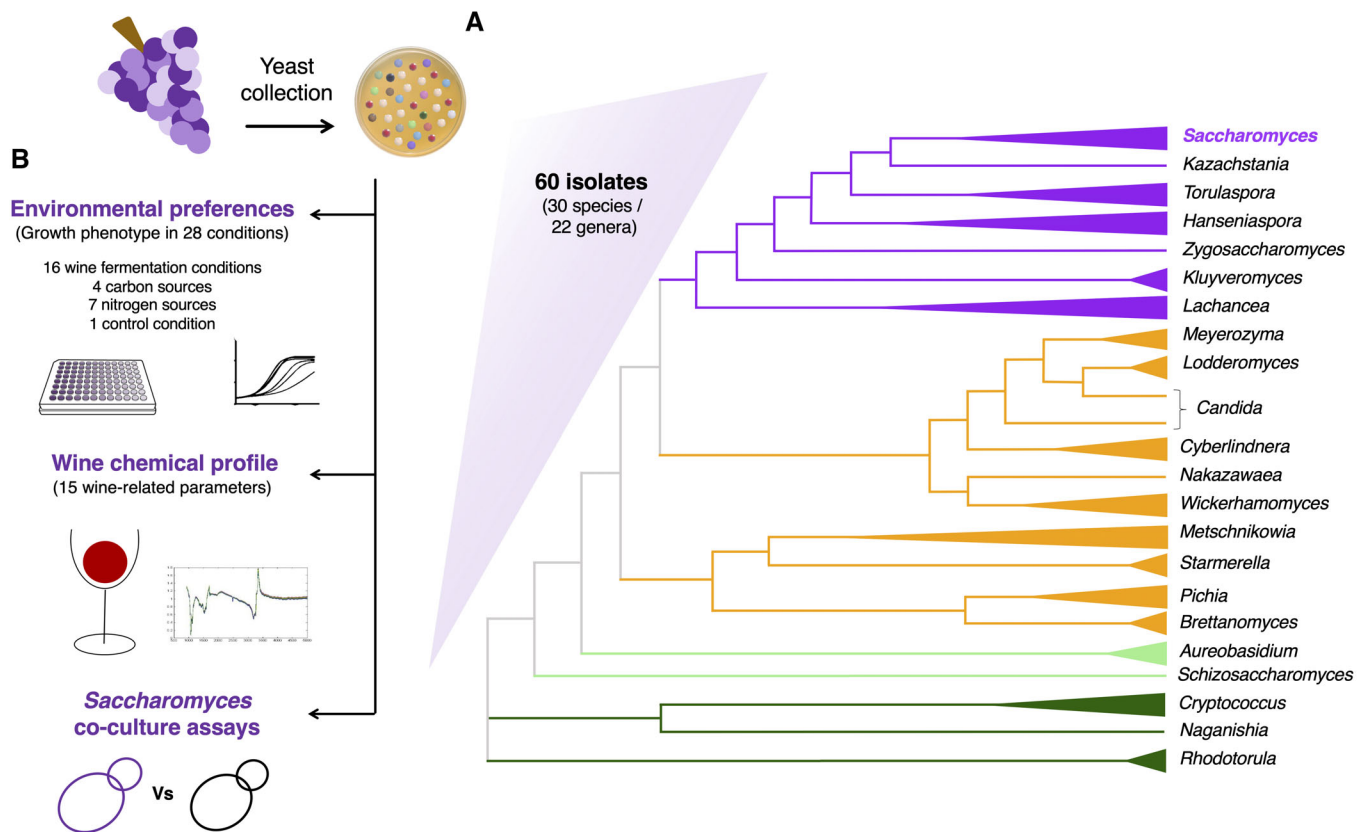 A
Yeast
collection
B
Environmental preferences
(Growth phenotype in 28 conditions)
16 wine fermentation conditions
4 carbon sources
7 nitrogen sources
1 control condition
Wine chemical profile
(15 wine-related parameters)
Saccharomyces
co-culture assays
Vs
60 isolates
(30 species /
22 genera)
Saccharomyces
Kazachstania
Torulaspora
Hanseniaspora
Zygosaccharomyces
Kluyveromyces
Lachancea
Meyerozyma
Lodderomyces
Candida
Cyberlindnera
Nakazawaea
Wickerhamomyces
Metschnikowia
Starmerella
Pichia
Brettanomyces
Aureobasidium
Schizosaccharomyces
Cryptococcus
Naganishia
Rhodotorula